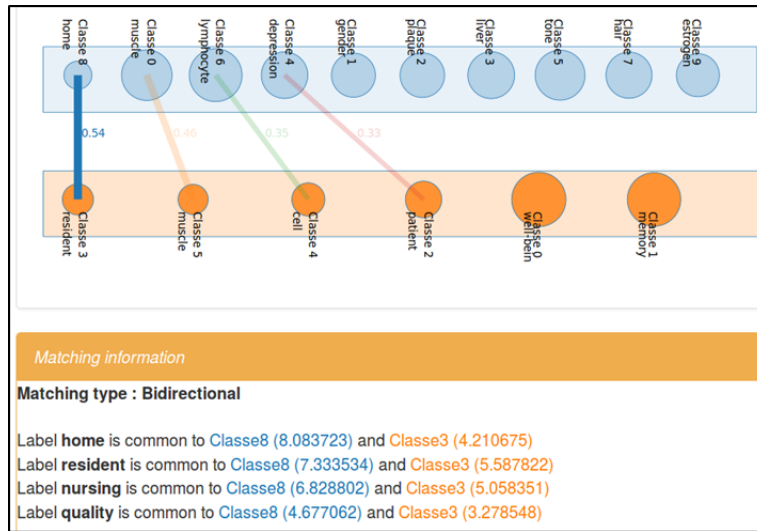 Classe 8
home
Classe 0
muscle
Classe 6
lymphocyte
Classe 4
depression
Classe 1
gender
Classe 2
plaque
Classe 3
liver
Classe 5
tone
Classe 7
hair
Classe 9
estrogen
0.54
0.46
0.35
0.33
Classe 3
resident
Classe 5
muscle
Classe 4
cell
Classe 2
patient
Classe 0
well-bein
Classe 1
memory
Matching information
Matching type : Bidirectional
Label home is common to Classe8 (8.083723) and Classe3 (4.210675)
Label resident is common to Classe8 (7.333534) and Classe3 (5.587822)
Label nursing is common to Classe8 (6.828802) and Classe3 (5.058351)
Label quality is common to Classe8 (4.677062) and Classe3 (3.278548)